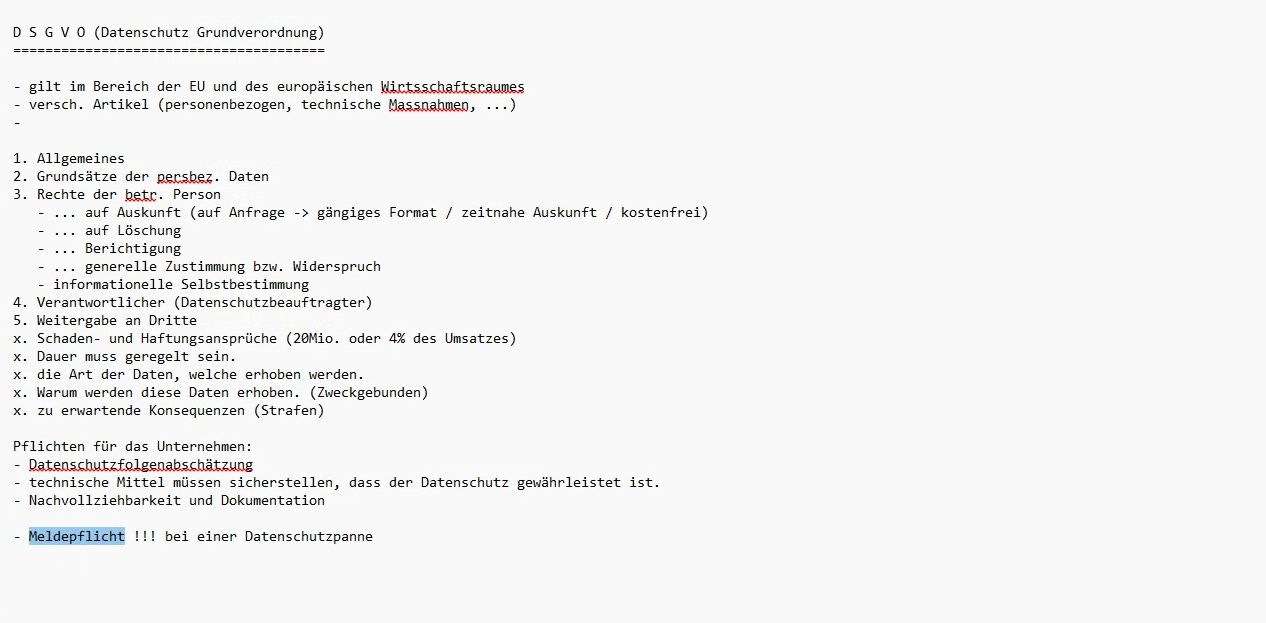 D S G V O (Datenschutz Grundverordnung)
=======================================
- gilt im Bereich der EU und des europäischen Wirtsschaftsraumes
- versch. Artikel (personenbezogen, technische Massnahmen, ...)
-
1. Allgemeines
2. Grundsätze der persbez. Daten
3. Rechte der betr. Person
- ... auf Auskunft (auf Anfrage -> gängiges Format / zeitnahe Auskunft / kostenfrei)
- ... auf Löschung
- ... Berichtigung
- ... generelle Zustimmung bzw. Widerspruch
- informationelle Selbstbestimmung
4. Verantwortlicher (Datenschutzbeauftragter)
5. Weitergabe an Dritte
x. Schaden- und Haftungsansprüche (20Mio. oder 4% des Umsatzes)
x. Dauer muss geregelt sein.
x. die Art der Daten, welche erhoben werden.
x. Warum werden diese Daten erhoben. (Zweckgebunden)
x. zu erwartende Konsequenzen (Strafen)
Pflichten für das Unternehmen:
- Datenschutzfolgenabschätzung
- technische Mittel müssen sicherstellen, dass der Datenschutz gewährleistet ist.
- Nachvollziehbarkeit und Dokumentation
- Meldepflicht !!! bei einer Datenschutzpanne